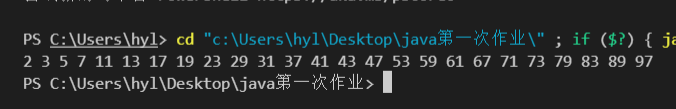 PS C:\Users\hyl> cd "c:\Users\hyl\Desktop\java第一次作业\" ; if ($?) { ja
2 3 5 7 11 13 17 19 23 29 31 37 41 43 47 53 59 61 67 71 73 79 83 89 97
PS C:\Users\hyl\Desktop\java第一次作业>